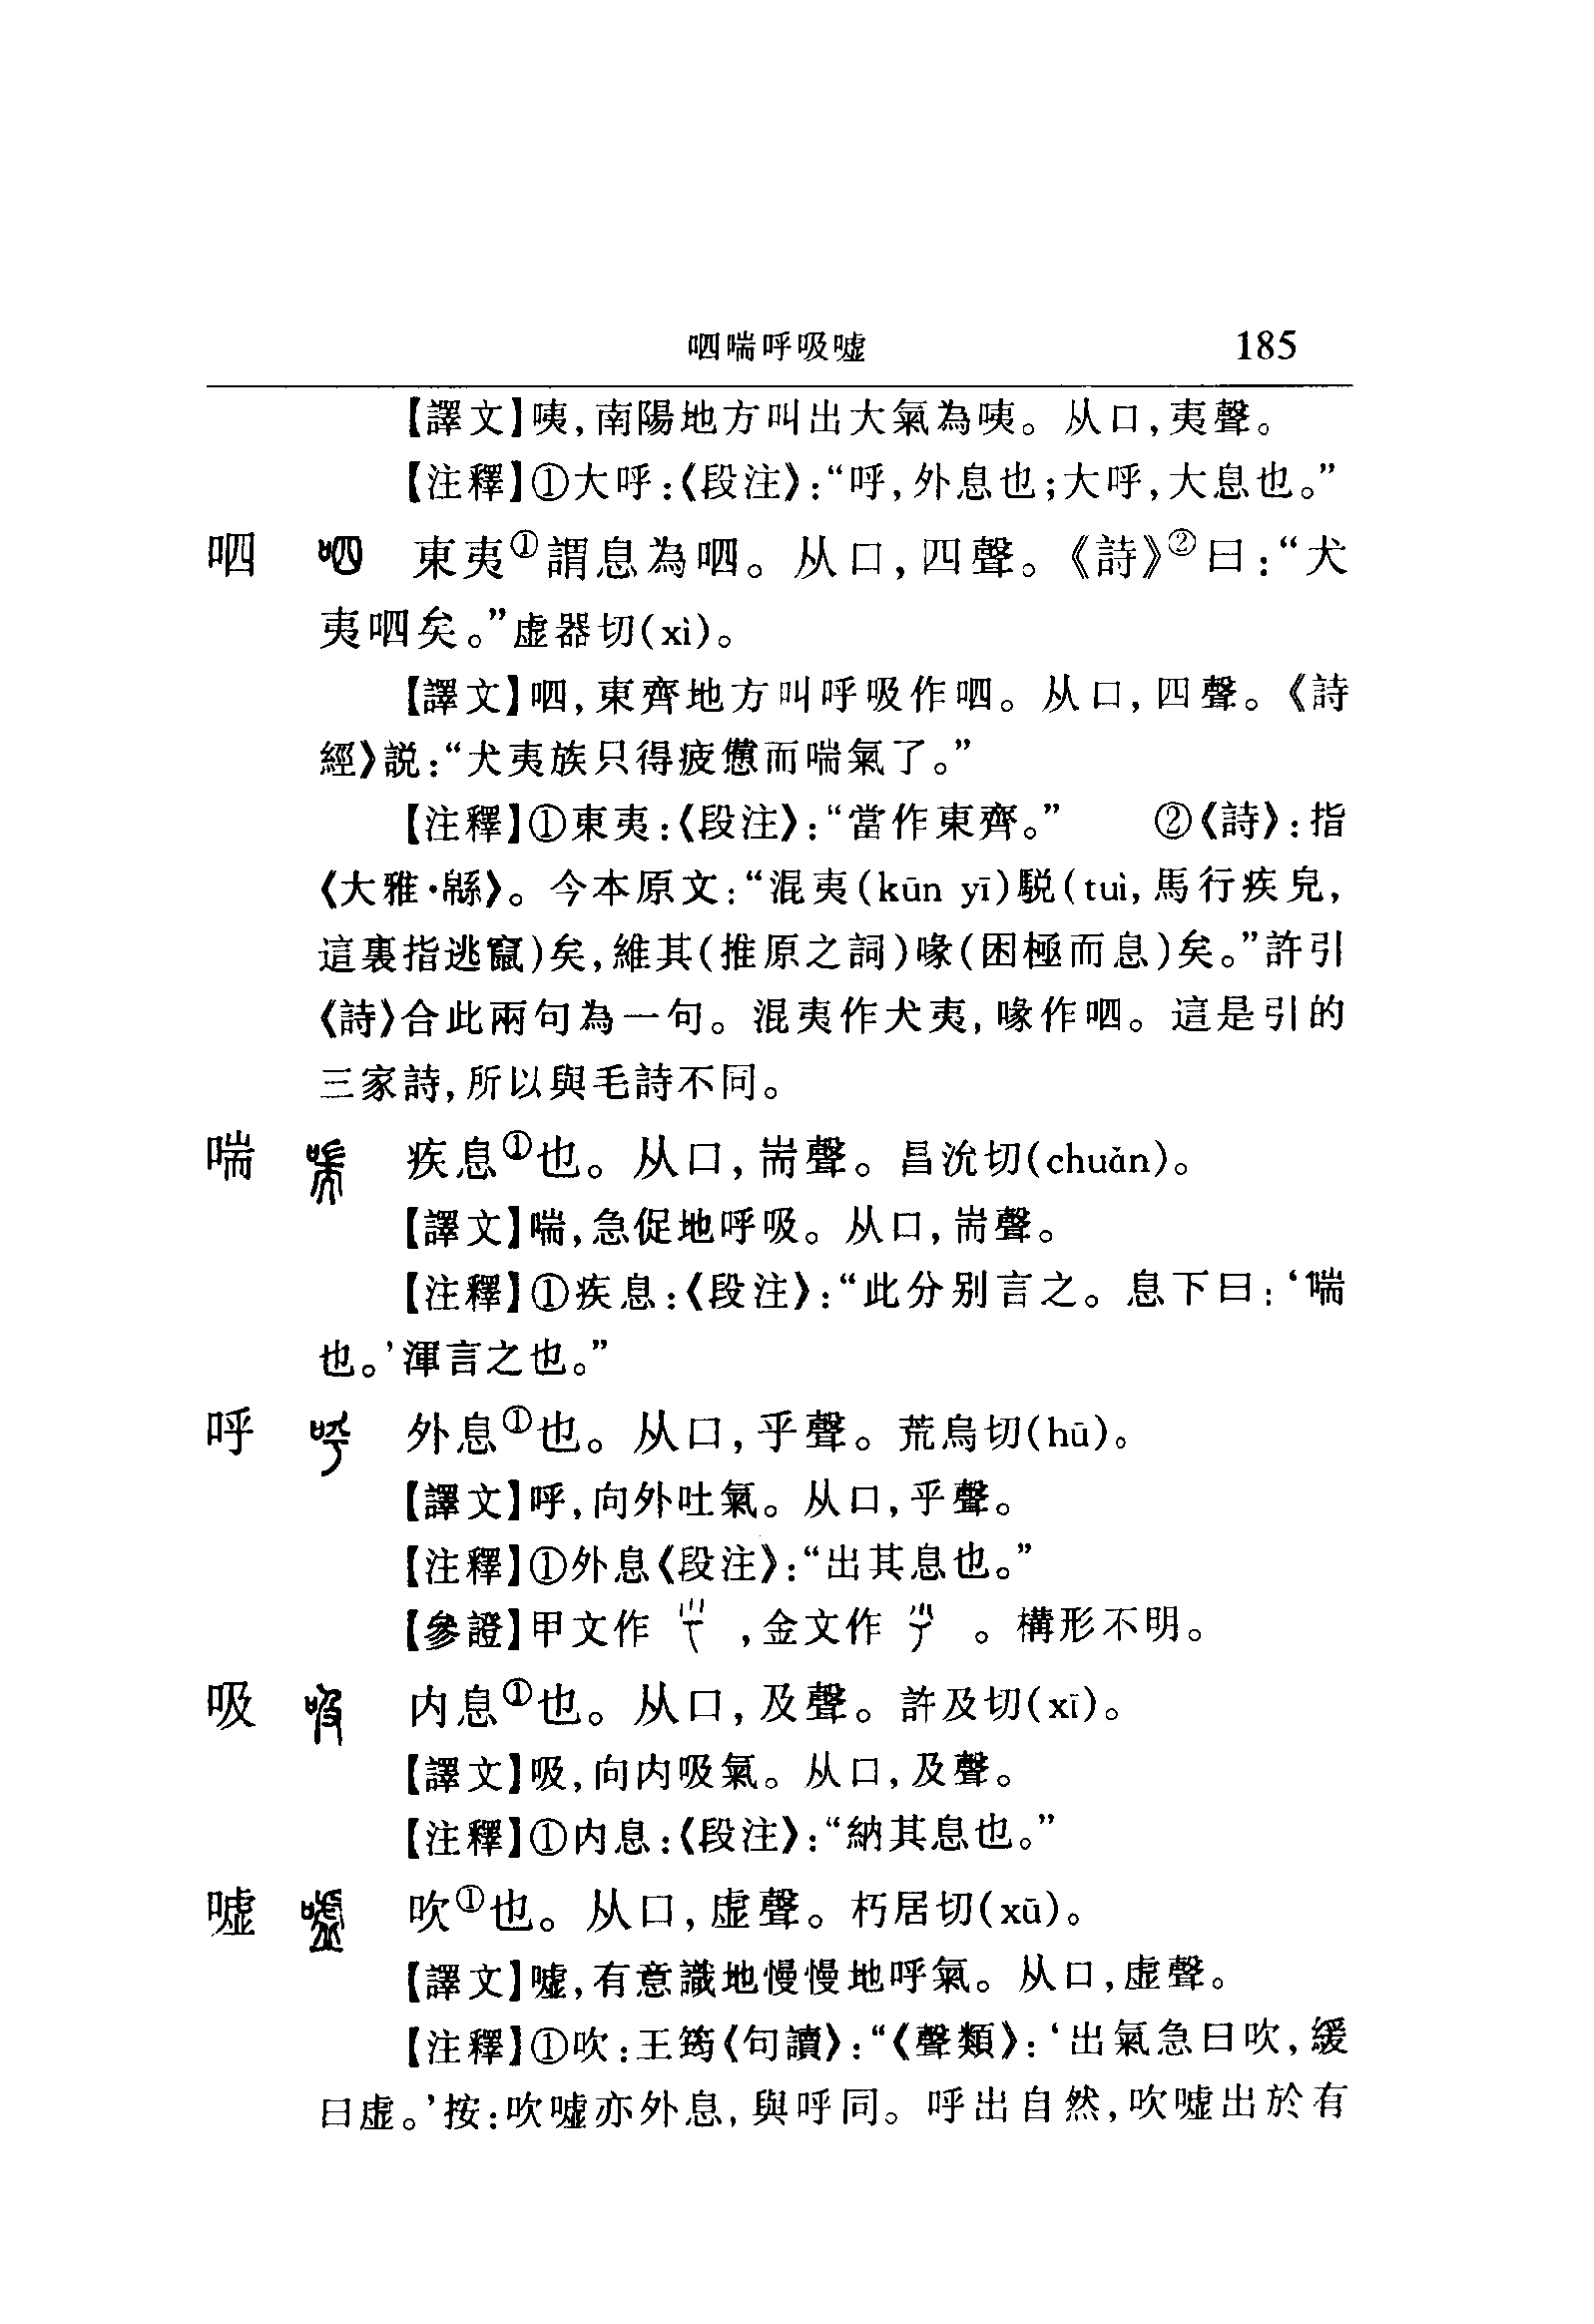 呬喘呼吸嘘 185
【譯文】咦,南陽地方叫出大氣為咦。从口,夷聲。
【注釋】①大呼:《段注》:“呼,外息也;大呼,大息也。”
呬 東夷①謂息為呬。从口,四聲。《詩》②曰:“犬
夷呬矣。”虚器切(xì)。
【譯文】呬,東齊地方叫呼吸作呬。从口,四聲。《詩
經》説:“犬夷族只得疲憊而喘氣了。”
【注釋】①東夷:《段注》:“當作東齊。” ②《詩》:指
《大雅·緜》。今本原文:“混夷(kūn yī)駾(tuì,馬行疾皃,
這裏指逃竄)矣,維其(推原之詞)喙(困極而息)矣。”許引
《詩》合此兩句為一句。混夷作犬夷,喙作呬。這是引的
三家詩,所以與毛詩不同。
喘 疾息①也。从口,耑聲。昌沇切(chuǎn)。
【譯文】喘,急促地呼吸。从口,耑聲。
【注釋】①疾息:《段注》:“此分别言之。息下曰:‘喘
也。’渾言之也。”
呼 外息①也。从口,乎聲。荒烏切(hū)。
【譯文】呼,向外吐氣。从口,乎聲。
【注釋】①外息《段注》:“出其息也。”
【參證】甲文作 ,金文作 。構形不明。
吸 内息①也。从口,及聲。許及切(xī)。
【譯文】吸,向内吸氣。从口,及聲。
【注釋】①内息:《段注》:“納其息也。”
嘘 吹①也。从口,虚聲。朽居切(xū)。
【譯文】嘘,有意識地慢慢地呼氣。从口,虚聲。
【注釋】①吹:王筠《句讀》:“《聲類》:‘出氣急曰吹,緩
曰虚。’按:吹嘘亦外息,與呼同。呼出自然,吹嘘出於有